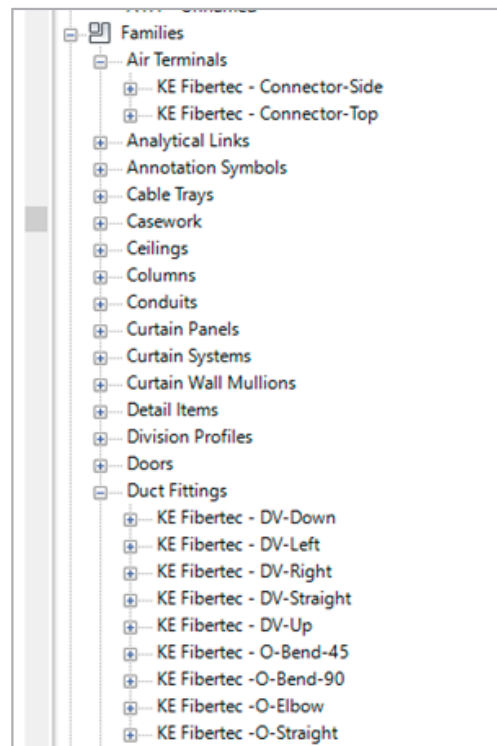 Families
Air Terminals
KE Fibertec - Connector-Side
KE Fibertec - Connector-Top
Analytical Links
Annotation Symbols
Cable Trays
Casework
Ceilings
Columns
Conduits
Curtain Panels
Curtain Systems
Curtain Wall Mullions
Detail Items
Division Profiles
Doors
Duct Fittings
KE Fibertec - DV-Down
KE Fibertec - DV-Left
KE Fibertec - DV-Right
KE Fibertec - DV-Straight
KE Fibertec - DV-Up
KE Fibertec - O-Bend-45
KE Fibertec -O-Bend-90
KE Fibertec -O-Elbow
KE Fibertec -O-Straight